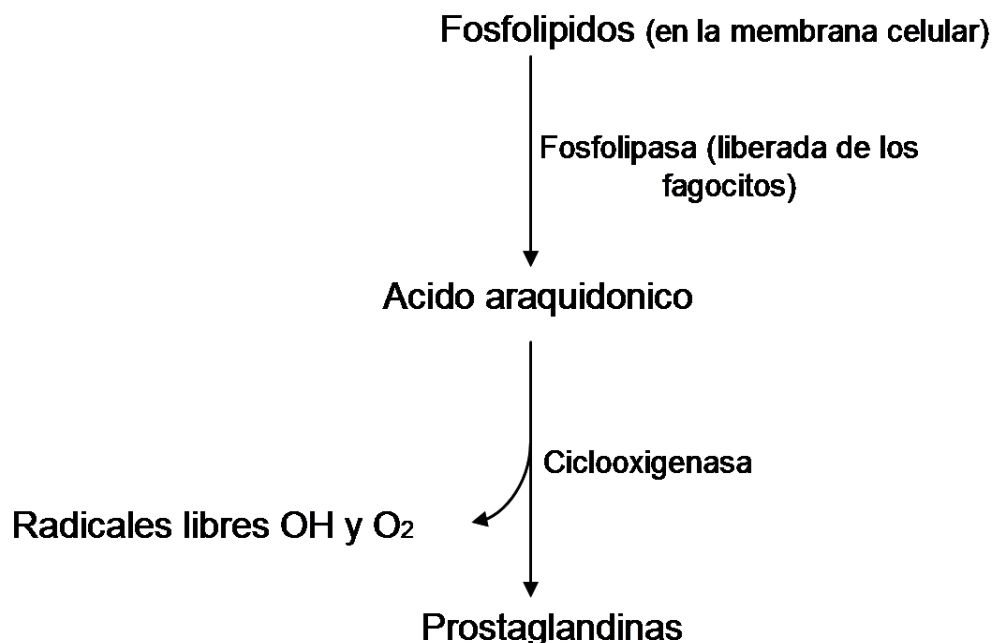 Fosfolipidos (en la membrana celular)
Fosfolipasa (liberada de los
fagocitos)
Acido araquidonico
Ciclooxigenasa
Radicales libres OH y O₂
Prostaglandinas